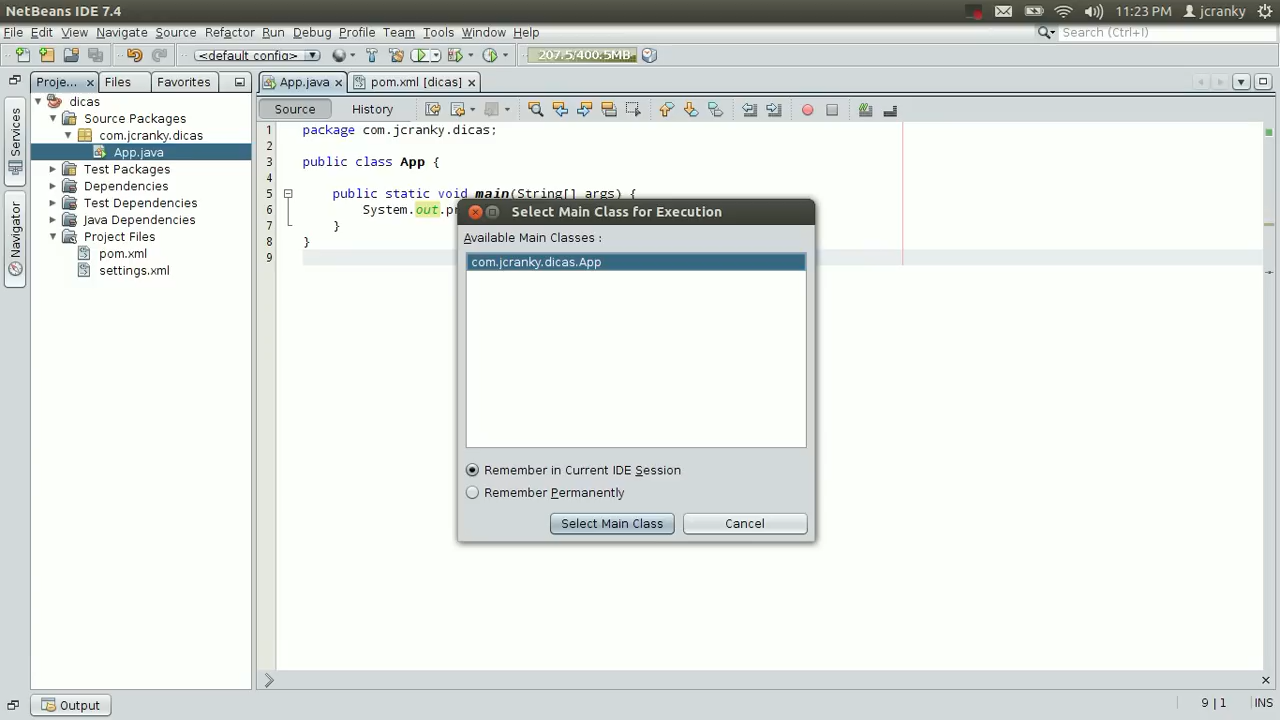 NetBeans IDE 7.4
11:23 PM
jcranky
File Edit View Navigate Source Refactor Run Debug Profile Team Tools Window Help
Search (Ctrl+I)
<default config>
207.5/400.5MB
Proje... Files Favorites
App.java pom.xml [dicas]
Source History
Services
Navigator
dicas
Source Packages
com.jcranky.dicas
App.java
Test Packages
Dependencies
Test Dependencies
Java Dependencies
Project Files
pom.xml
settings.xml
1 package com.jcranky.dicas;
2
3 public class App {
4
5 public static void main(String[] args) {
6 System.out.pr
7 }
8 }
9
Select Main Class for Execution
Available Main Classes :
com.jcranky.dicas.App
Remember in Current IDE Session
Remember Permanently
Select Main Class Cancel
Output
9 | 1 INS